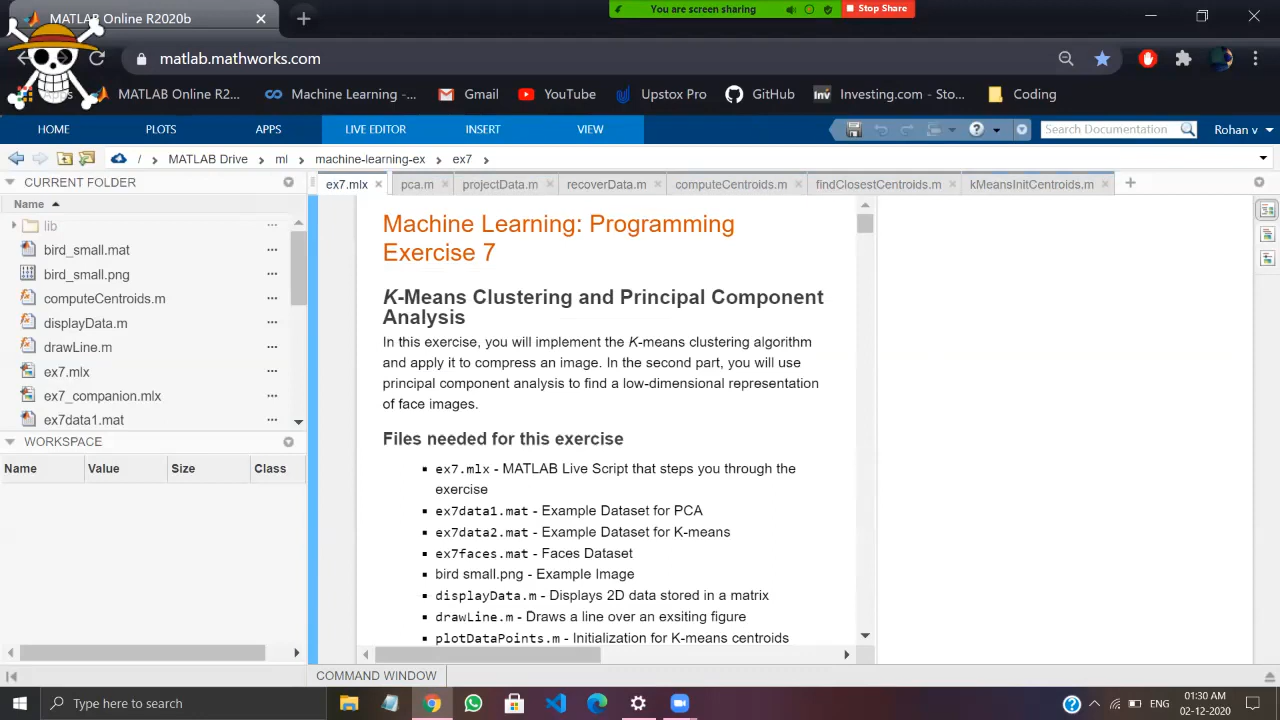 MATLAB Online R2020b
You are screen sharing
Stop Share
matlab.mathworks.com
MATLAB Online R2...
Machine Learning -...
Gmail
YouTube
Upstox Pro
GitHub
Inv
Investing.com - Sto...
Coding
HOME
PLOTS
APPS
LIVE EDITOR
INSERT
VIEW
Search Documentation
Rohan v
/ MATLAB Drive ml machine-learning-ex ex7
CURRENT FOLDER
ex7.mlx
pca.m
projectData.m
recoverData.m
computeCentroids.m
findClosestCentroids.m
kMeansInitCentroids.m
Name
lib
bird_small.mat
bird_small.png
computeCentroids.m
displayData.m
drawLine.m
ex7.mlx
ex7_companion.mlx
ex7data1.mat
WORKSPACE
Name Value Size Class
Machine Learning: Programming
Exercise 7
K-Means Clustering and Principal Component
Analysis
In this exercise, you will implement the K-means clustering algorithm
and apply it to compress an image. In the second part, you will use
principal component analysis to find a low-dimensional representation
of face images.
Files needed for this exercise
ex7.mlx - MATLAB Live Script that steps you through the
exercise
ex7data1.mat - Example Dataset for PCA
ex7data2.mat - Example Dataset for K-means
ex7faces.mat - Faces Dataset
bird small.png - Example Image
displayData.m - Displays 2D data stored in a matrix
drawLine.m - Draws a line over an exsiting figure
plotDataPoints.m - Initialization for K-means centroids
COMMAND WINDOW
Type here to search
ENG
01:30 AM
02-12-2020